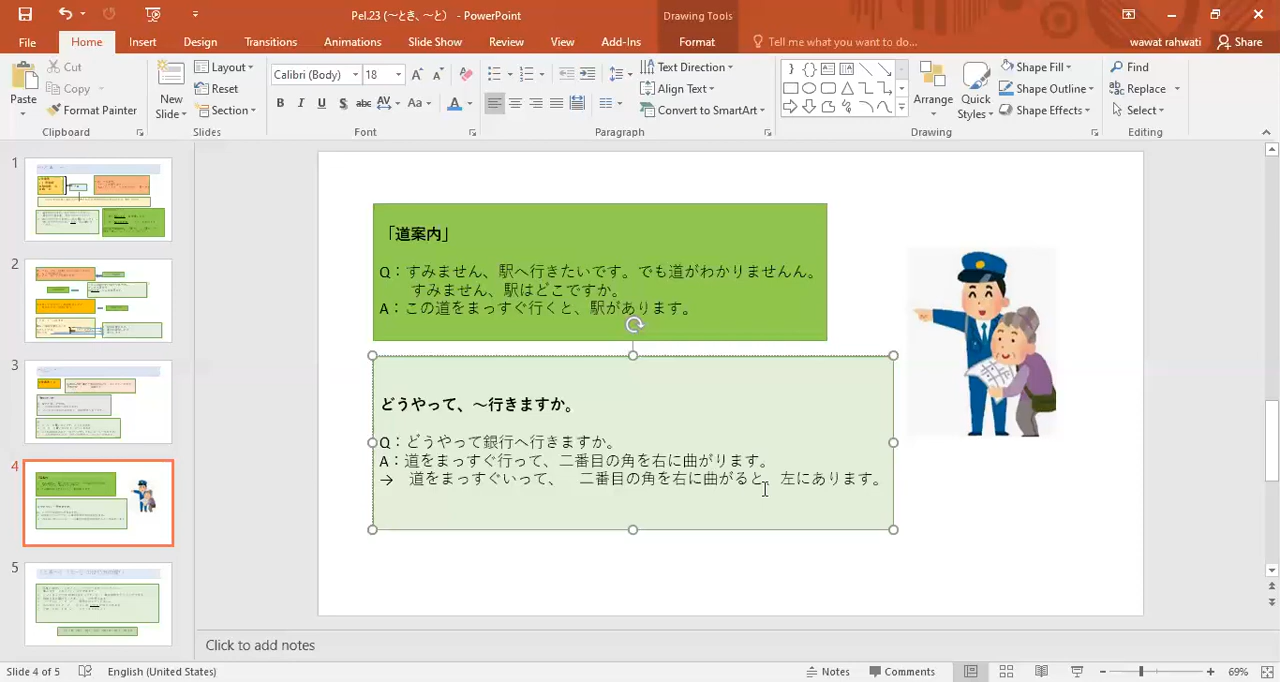 Pel.23 (～とき、～と) - PowerPoint
Drawing Tools
File Home Insert Design Transitions Animations Slide Show Review View Add-Ins Format Tell me what you want to do... wawat rahwati Share
Paste
Cut
Copy
Format Painter
Clipboard
New Slide
Layout
Reset
Section
Slides
Calibri (Body) 18
B I U S abc AV Aa A
Font
Text Direction
Align Text
Convert to SmartArt
Paragraph
Arrange
Quick Styles
Shape Fill
Shape Outline
Shape Effects
Drawing
Find
Replace
Select
Editing
1
2
3
4
5
「道案内」
Q：すみません、駅へ行きたいです。でも道がわかりませんん。
すみません、駅はどこですか。
A：この道をまっすぐ行くと、駅があります。
どうやって、～行きますか。
Q：どうやって銀行へ行きますか。
A：道をまっすぐ行って、二番目の角を右に曲がります。
→ 道をまっすぐいって、 二番目の角を右に曲がると、左にあります。
Click to add notes
Slide 4 of 5 English (United States) Notes Comments 69%